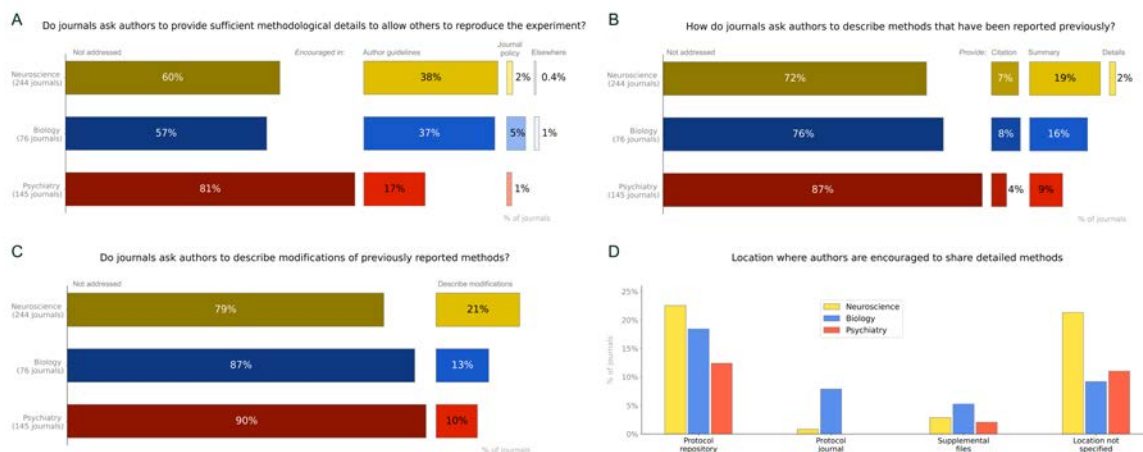 A
Do journals ask authors to provide sufficient methodological details to allow others to reproduce the experiment?
Not addressed Encouraged in: Author guidelines Journal policy Elsewhere
Neuroscience (244 journals) 60% 38% 2% 0.4%
Biology (76 journals) 57% 37% 5% 1%
Psychiatry (145 journals) 81% 17% 1%
% of journals
B
How do journals ask authors to describe methods that have been reported previously?
Not addressed Provide: Citation Summary Details
Neuroscience (244 journals) 72% 7% 19% 2%
Biology (76 journals) 76% 8% 16%
Psychiatry (145 journals) 87% 4% 9%
% of journals
C
Do journals ask authors to describe modifications of previously reported methods?
Not addressed Describe modifications
Neuroscience (244 journals) 79% 21%
Biology (76 journals) 87% 13%
Psychiatry (145 journals) 90% 10%
% of journals
D
Location where authors are encouraged to share detailed methods
% of journals
25%
20%
15%
10%
5%
0%
Neuroscience
Biology
Psychiatry
Protocol repository
Protocol journal
Supplemental files
Location not specified